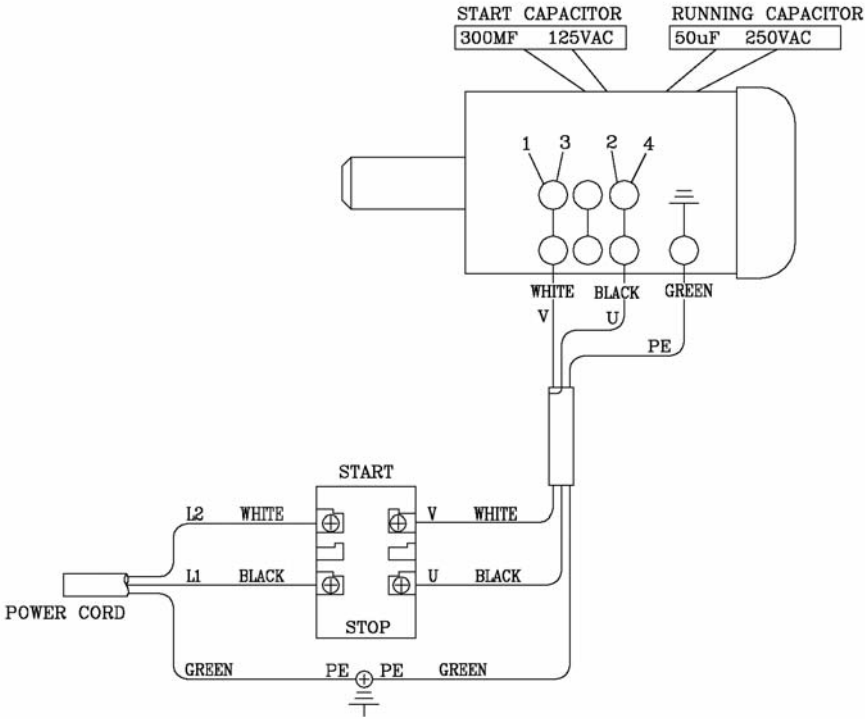 START CAPACITOR
300MF 125VAC
RUNNING CAPACITOR
50uF 250VAC
1 3 2 4
WHITE BLACK GREEN
V U
PE
START
L2 WHITE
V WHITE
L1 BLACK
U BLACK
POWER CORD
STOP
GREEN PE PE GREEN